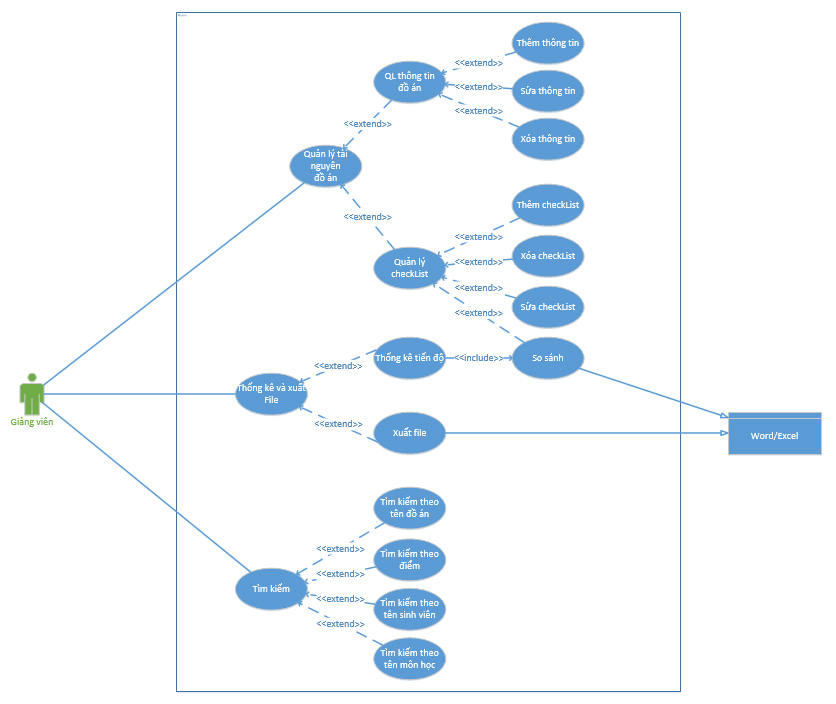 Thêm thông tin
<<extend>>
QL thông tin
đồ án
<<extend>>
Sửa thông tin
<<extend>>
<<extend>>
Xóa thông tin
Quản lý tài
nguyên
đồ án
<<extend>>
Thêm checkList
<<extend>>
Quản lý
checkList
<<extend>>
Xóa checkList
<<extend>>
Sửa checkList
<<extend>>
Thống kê tiến độ
<<include>>
So sánh
<<extend>>
Thống kê và xuất
File
Giảng viên
<<extend>>
Xuất file
Word/Excel
Tìm kiếm theo
tên đồ án
<<extend>>
Tìm kiếm theo
điểm
<<extend>>
Tìm kiếm
<<extend>>
Tìm kiếm theo
tên sinh viên
<<extend>>
Tìm kiếm theo
tên môn học